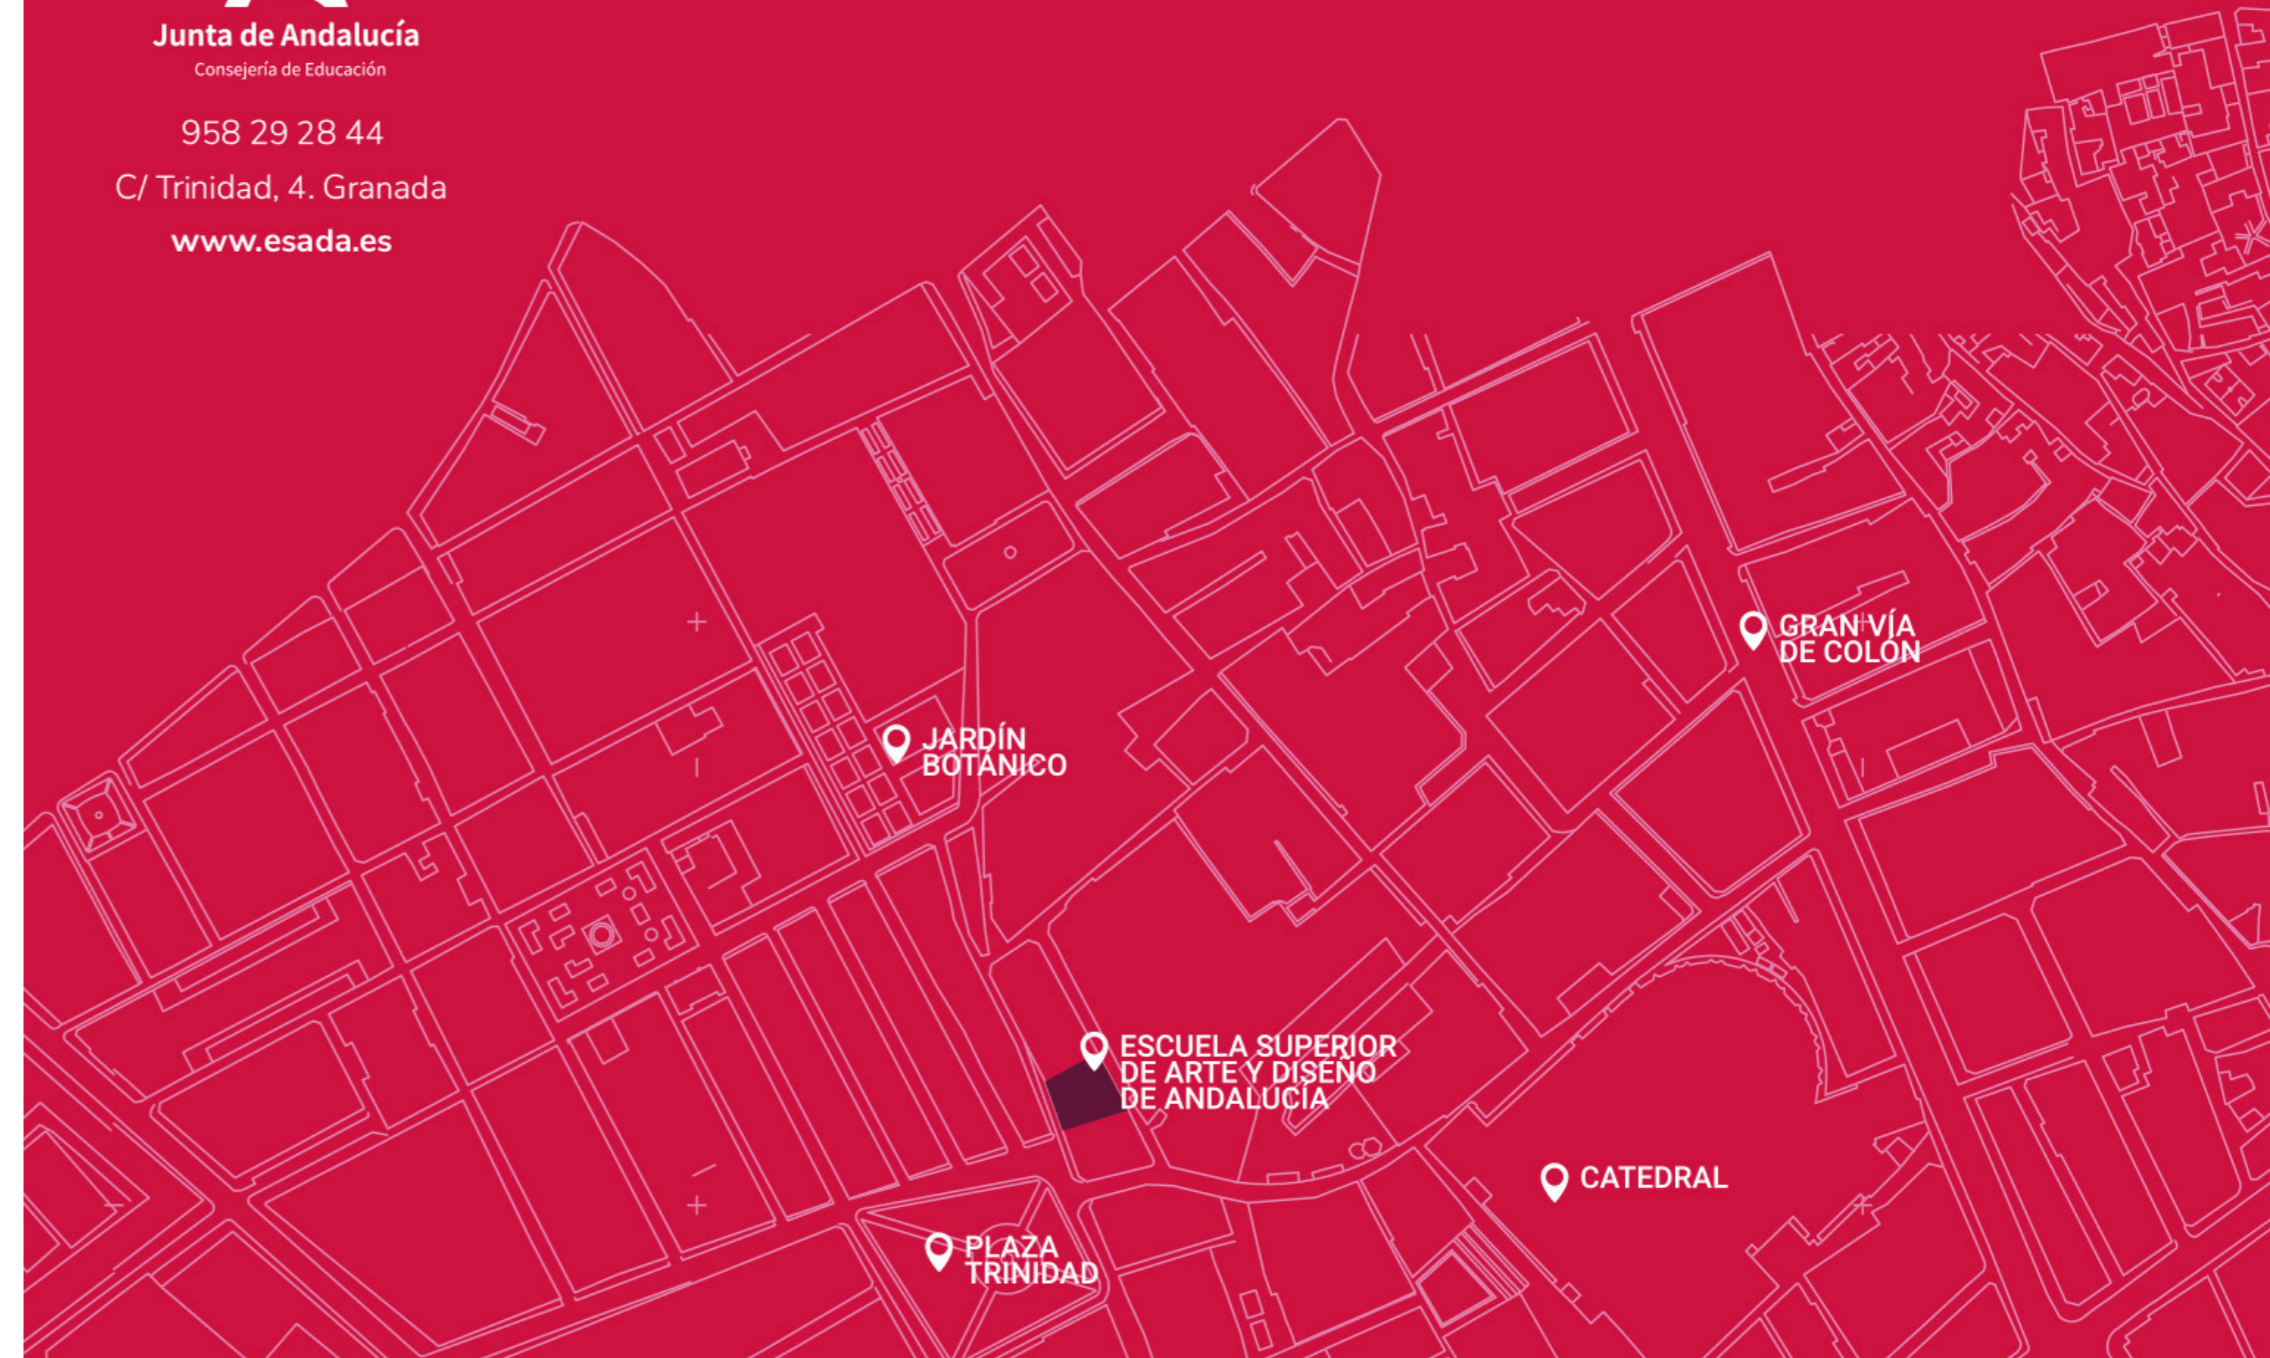 Junta de Andalucía
Consejería de Educación
958 29 28 44
C/ Trinidad, 4. Granada
www.esada.es
GRAN VÍA
DE COLÓN
JARDÍN
BOTÁNICO
ESCUELA SUPERIOR
DE ARTE Y DISEÑO
DE ANDALUCÍA
CATEDRAL
PLAZA
TRINIDAD